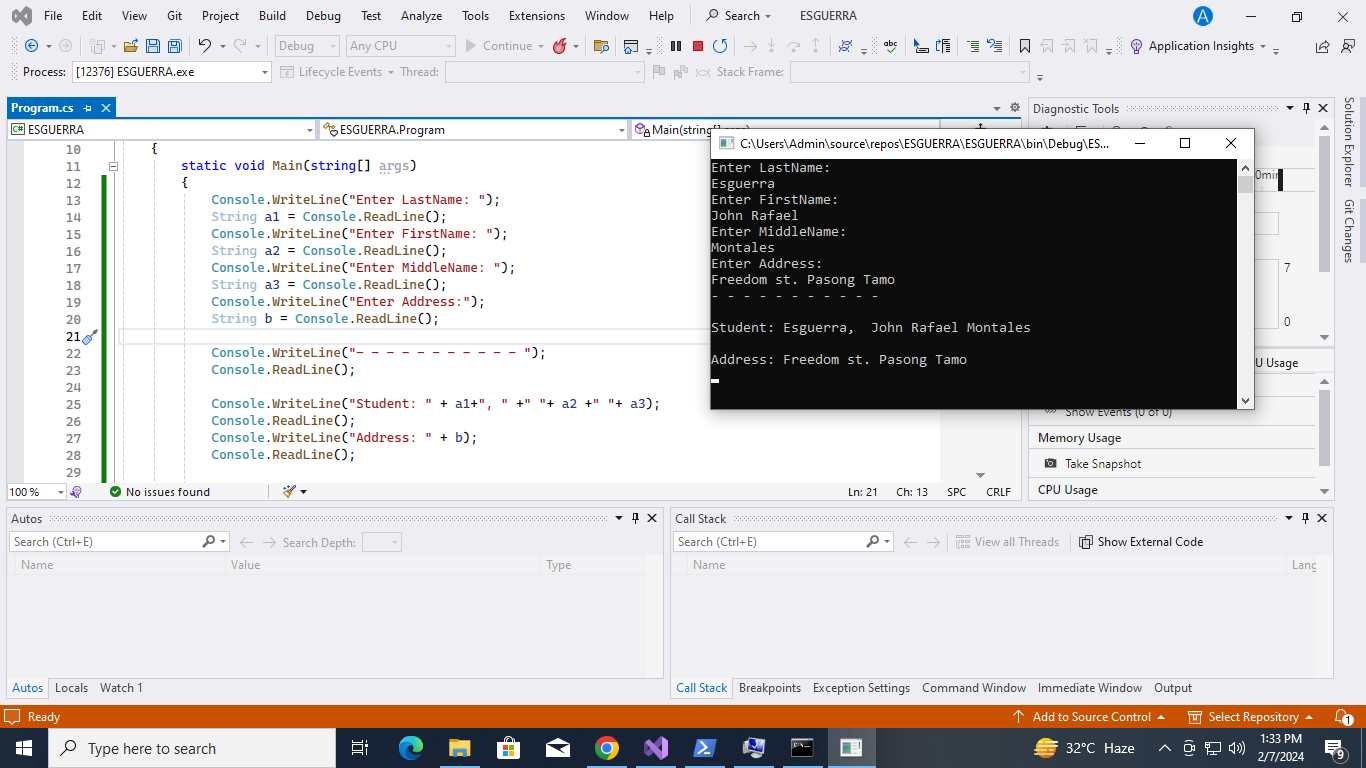 File Edit View Git Project Build Debug Test Analyze Tools Extensions Window Help Search ESGUERRA A
Debug Any CPU Continue Application Insights
Process: [12376] ESGUERRA.exe Lifecycle Events Thread: Stack Frame:
Program.cs
ESGUERRA ESGUERRA.Program Main(string[] args)
10 {
11 static void Main(string[] args)
12 {
13 Console.WriteLine("Enter LastName: ");
14 String a1 = Console.ReadLine();
15 Console.WriteLine("Enter FirstName: ");
16 String a2 = Console.ReadLine();
17 Console.WriteLine("Enter MiddleName: ");
18 String a3 = Console.ReadLine();
19 Console.WriteLine("Enter Address:");
20 String b = Console.ReadLine();
21
22 Console.WriteLine("- - - - - - - - - - - ");
23 Console.ReadLine();
24
25 Console.WriteLine("Student: " + a1+", " +" "+ a2 +" "+ a3);
26 Console.ReadLine();
27 Console.WriteLine("Address: " + b);
28 Console.ReadLine();
29
100 % No issues found Ln: 21 Ch: 13 SPC CRLF
C:\Users\Admin\source\repos\ESGUERRA\ESGUERRA\bin\Debug\ES...
Enter LastName:
Esguerra
Enter FirstName:
John Rafael
Enter MiddleName:
Montales
Enter Address:
Freedom st. Pasong Tamo
- - - - - - - - - - -
Student: Esguerra,  John Rafael Montales
Address: Freedom st. Pasong Tamo
Diagnostic Tools
0min
7
0
U Usage
Show Events (0 of 0)
Memory Usage
Take Snapshot
CPU Usage
Solution Explorer
Git Changes
Autos
Search (Ctrl+E) Search Depth:
Name Value Type
Autos Locals Watch 1
Call Stack
Search (Ctrl+E) View all Threads Show External Code
Name Lang
Call Stack Breakpoints Exception Settings Command Window Immediate Window Output
Ready Add to Source Control Select Repository 1
Type here to search 32°C Haze 1:33 PM
2/7/2024 9